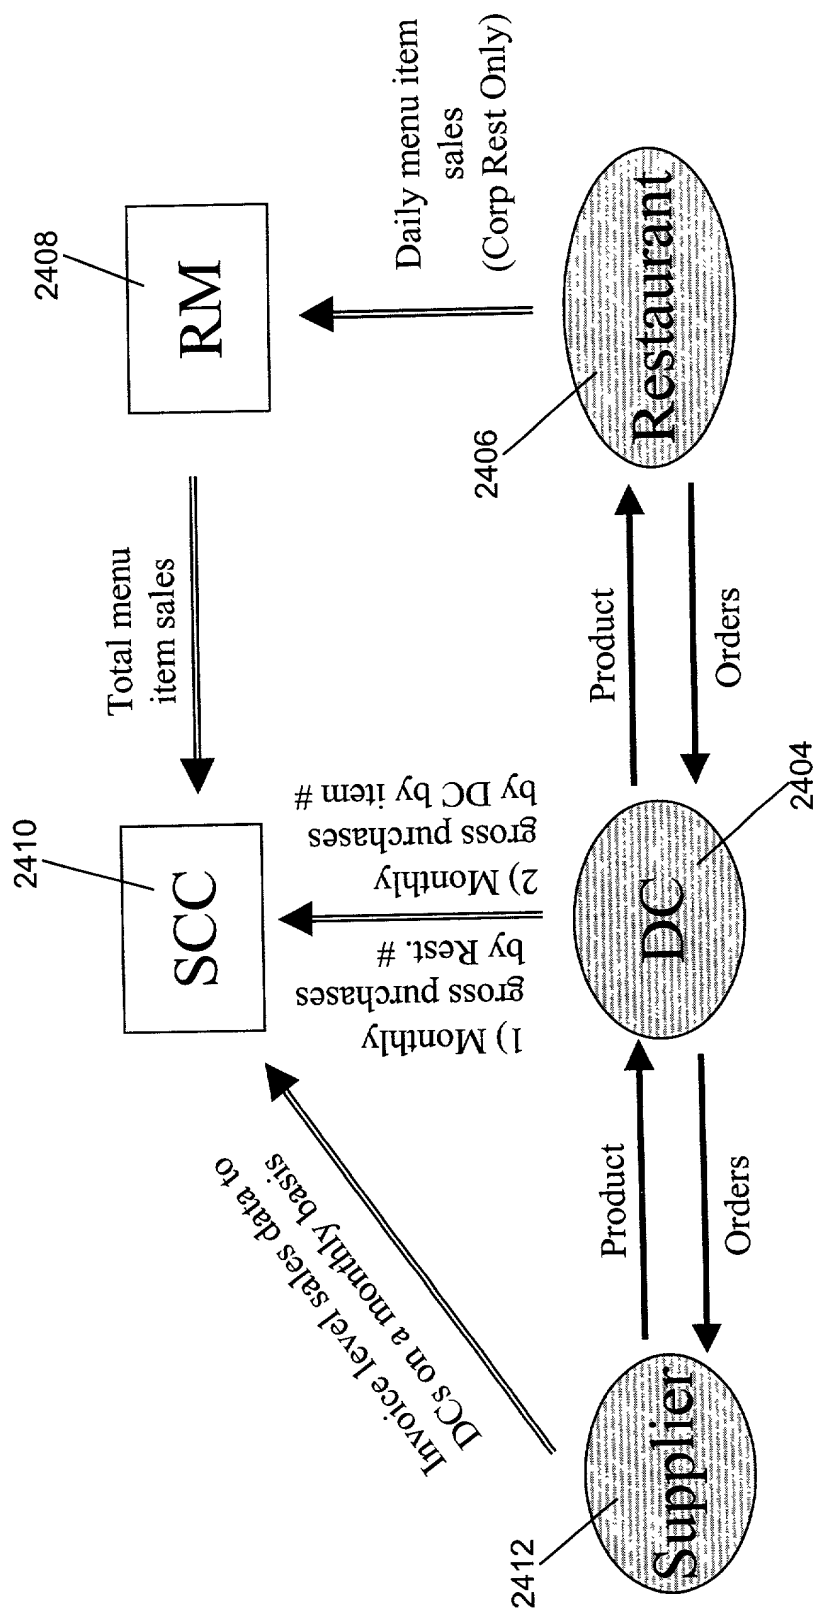 2410
SCC
Total menu
item sales
2408
RM
Invoice level sales data to
DCs on a monthly basis
1) Monthly
gross purchases
by Rest. #
2) Monthly
gross purchases
by DC by item #
Daily menu item
sales
(Corp Rest Only)
2412
Supplier
Product
Orders
DC
2404
Product
Orders
2406
Restaurant